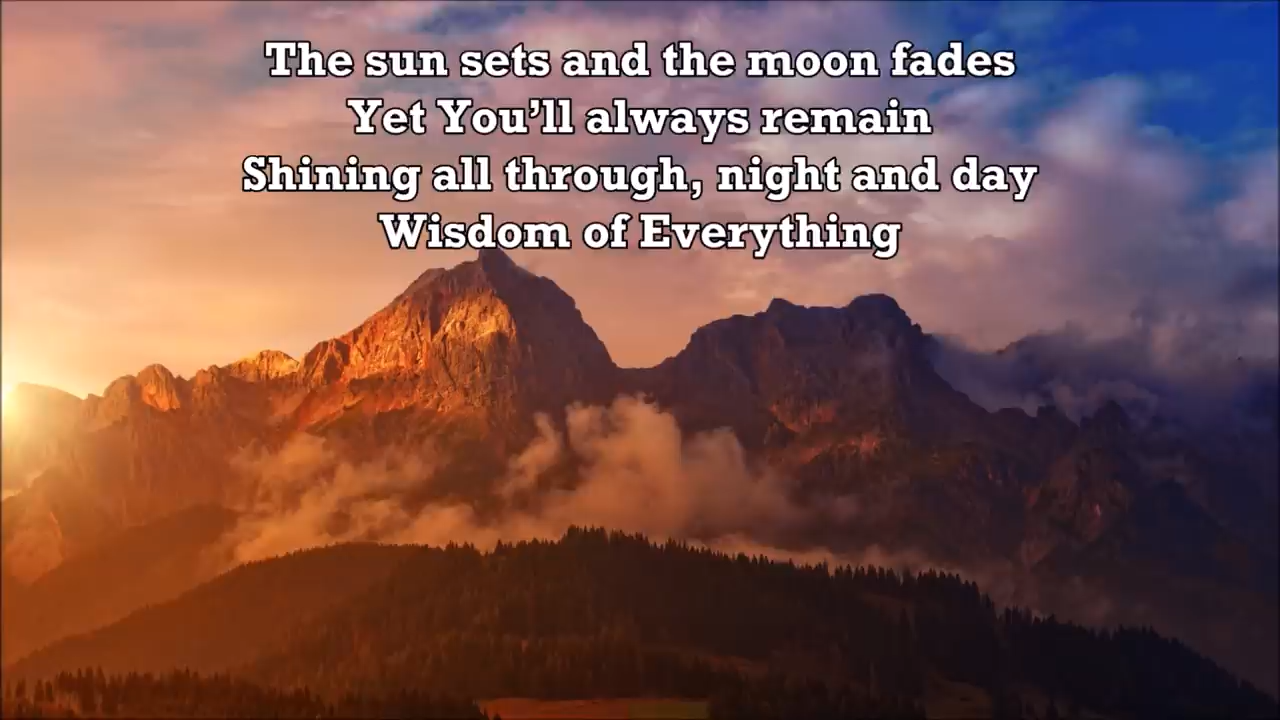 The sun sets and the moon fades
Yet You’ll always remain
Shining all through, night and day
Wisdom of Everything